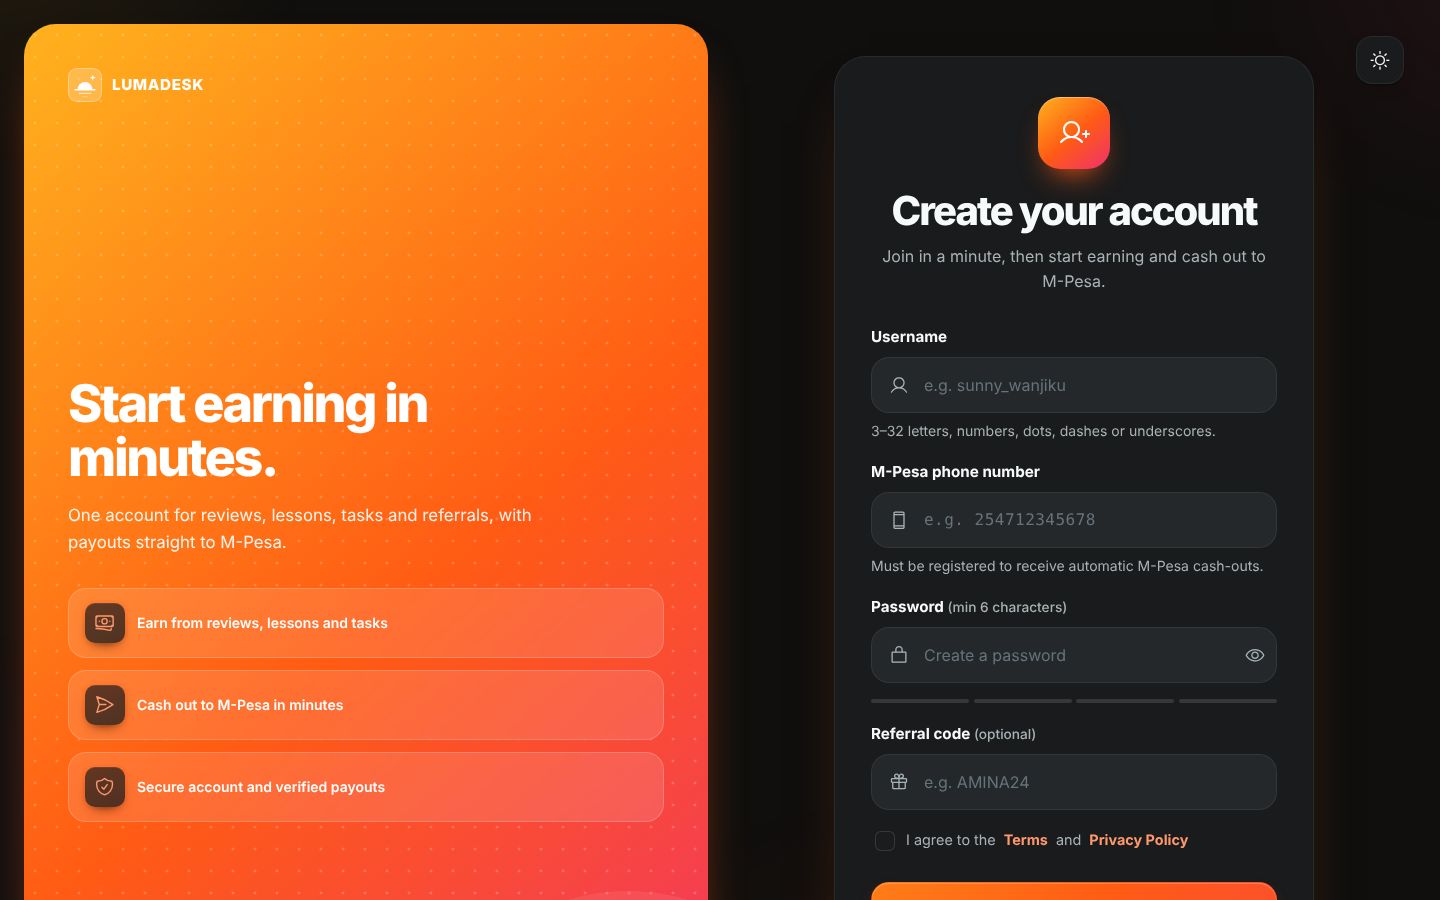 LUMADESK
Start earning in
minutes.
One account for reviews, lessons, tasks and referrals, with
payouts straight to M-Pesa.
Earn from reviews, lessons and tasks
Cash out to M-Pesa in minutes
Secure account and verified payouts
Create your account
Join in a minute, then start earning and cash out to
M-Pesa.
Username
e.g. sunny_wanjiku
3–32 letters, numbers, dots, dashes or underscores.
M-Pesa phone number
e.g. 254712345678
Must be registered to receive automatic M-Pesa cash-outs.
Password (min 6 characters)
Create a password
Referral code (optional)
e.g. AMINA24
I agree to the Terms and Privacy Policy